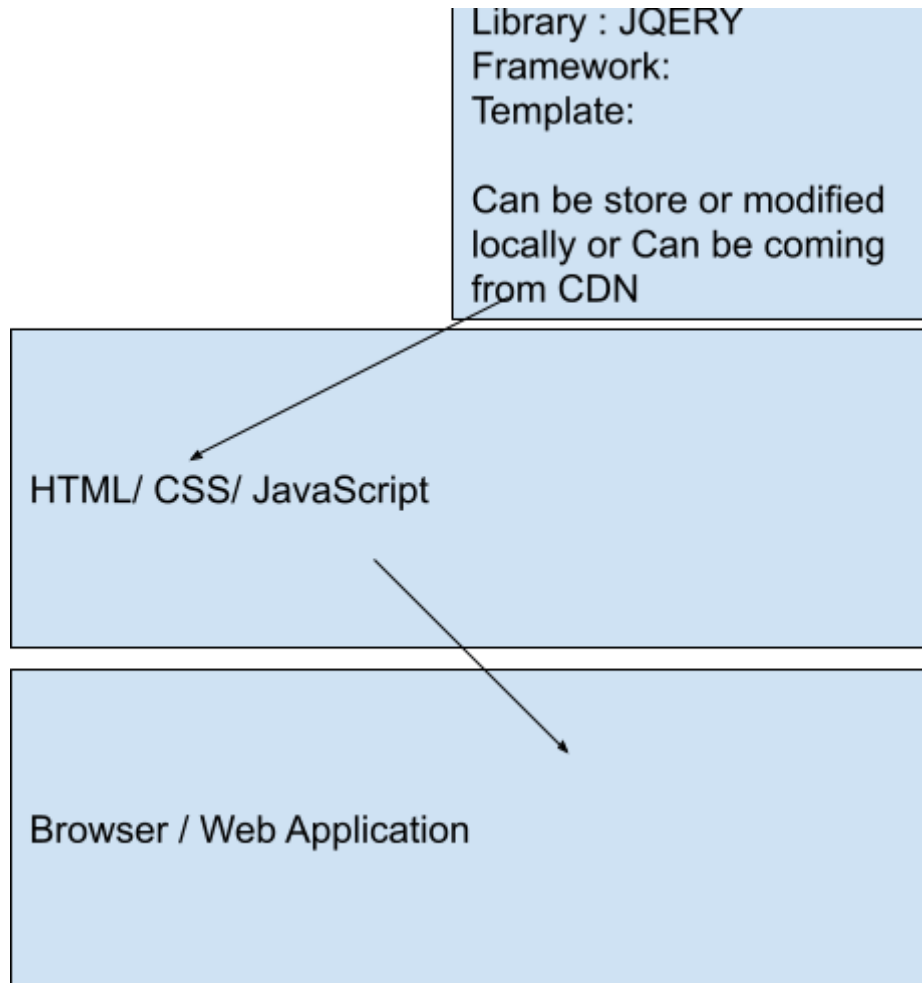 Library : JQERY
Framework:
Template:
Can be store or modified
locally or Can be coming
from CDN
HTML/ CSS/ JavaScript
Browser / Web Application